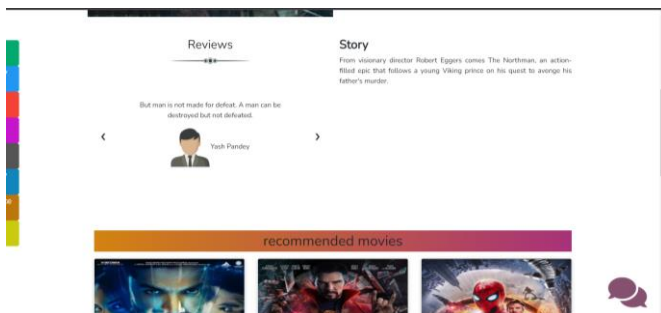 Reviews
But man is not made for defeat. A man can be
destroyed but not defeated.
Yash Pandey
Story
From visionary director Robert Eggers comes The Northman, an action-
filled epic that follows a young Viking prince on his quest to avenge his
father's murder.
recommended movies